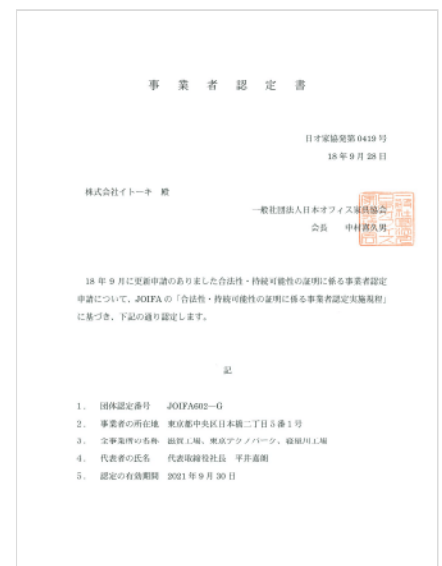 事業者認定書
日オ家協発第0419号
18年9月28日
株式会社イトーキ 殿
一般社団法人日本オフィス家具協会
会長 中村喜久男
18 年 9 月に更新申請のありました合法性・持続可能性の証明に係る事業者認定
申請について、JOIFA の「合法性・持続可能性の証明に係る事業者認定実施規程」
に基づき、下記の通り認定します。
記
1. 団体認定番号 JOIFA602―G
2. 事業者の所在地 東京都中央区日本橋二丁目5番1号
3. 全事業所の名称 滋賀工場、東京テクノパーク、寝屋川工場
4. 代表者の氏名 代表取締役社長 平井嘉朗
5. 認定の有効期間 2021年9月30日